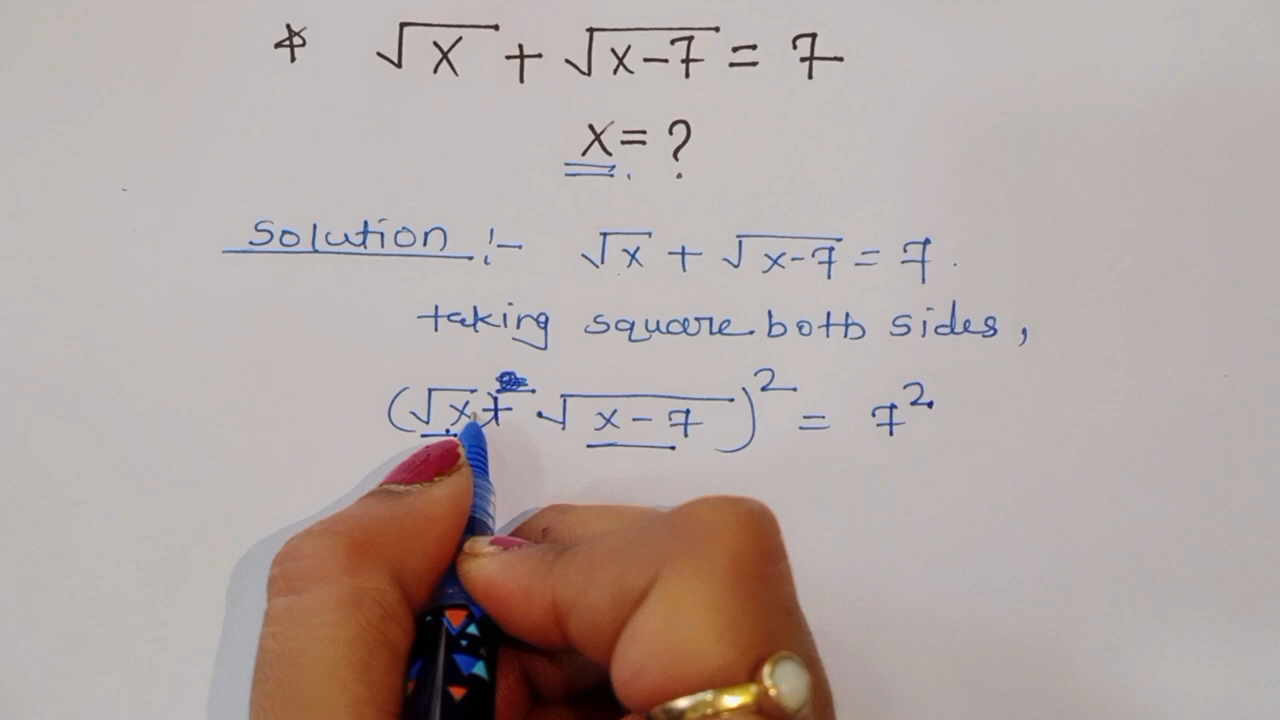 * √x + √x-7 = 7
x = ?
Solution :- √x + √x-7 = 7.
taking square both sides,
(√x + √x-7)² = 7²